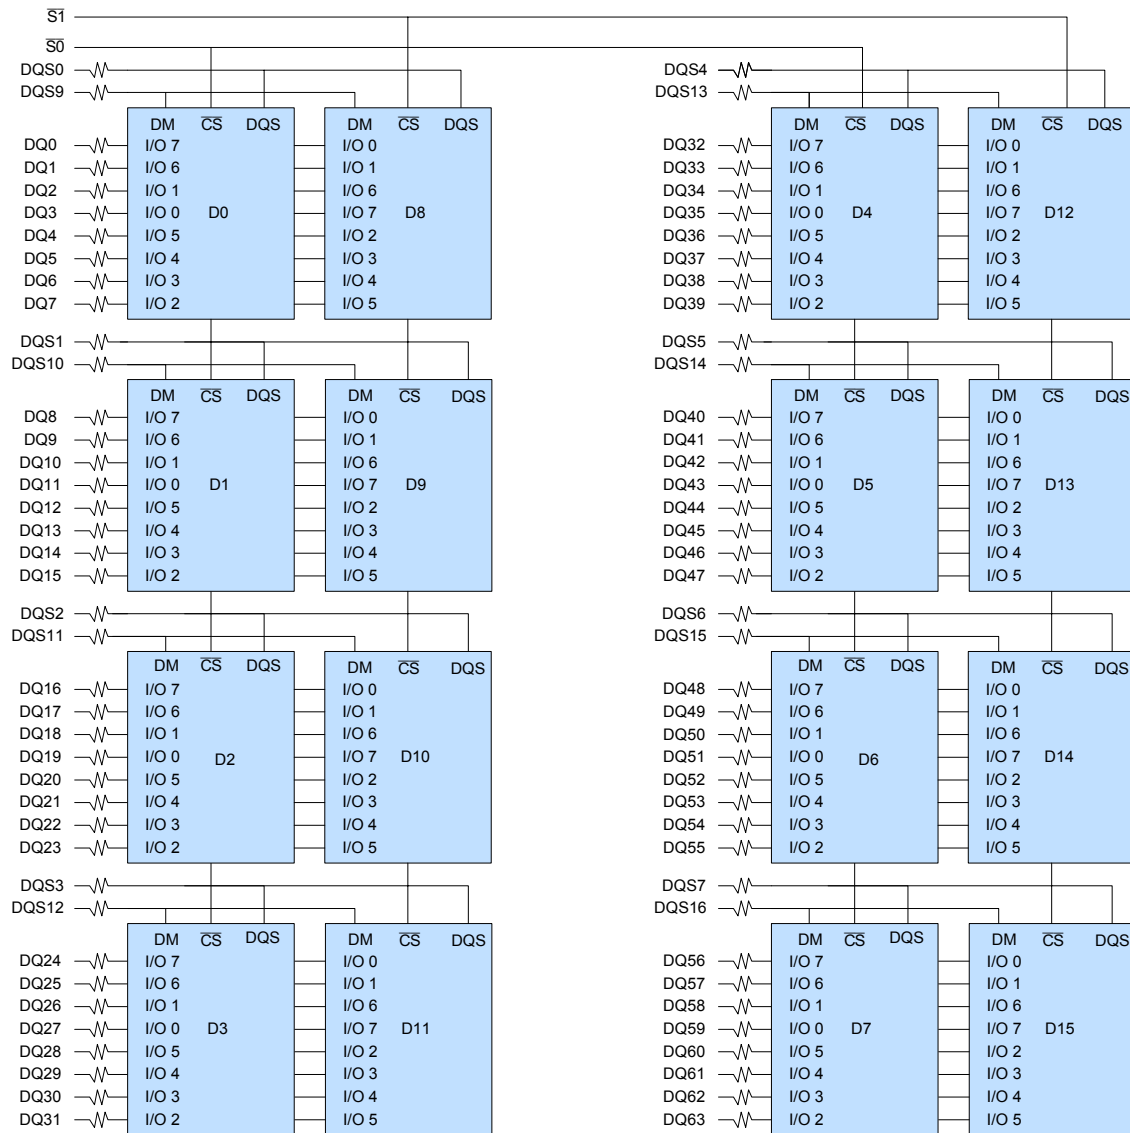 S1
S0
DQS0
DQS9
DM CS DQS DM CS DQS
DQ0 I/O 7 I/O 0
DQ1 I/O 6 I/O 1
DQ2 I/O 1 I/O 6
DQ3 I/O 0 D0 I/O 7 D8
DQ4 I/O 5 I/O 2
DQ5 I/O 4 I/O 3
DQ6 I/O 3 I/O 4
DQ7 I/O 2 I/O 5
DQS1
DQS10
DM CS DQS DM CS DQS
DQ8 I/O 7 I/O 0
DQ9 I/O 6 I/O 1
DQ10 I/O 1 I/O 6
DQ11 I/O 0 D1 I/O 7 D9
DQ12 I/O 5 I/O 2
DQ13 I/O 4 I/O 3
DQ14 I/O 3 I/O 4
DQ15 I/O 2 I/O 5
DQS2
DQS11
DM CS DQS DM CS DQS
DQ16 I/O 7 I/O 0
DQ17 I/O 6 I/O 1
DQ18 I/O 1 I/O 6
DQ19 I/O 0 D2 I/O 7 D10
DQ20 I/O 5 I/O 2
DQ21 I/O 4 I/O 3
DQ22 I/O 3 I/O 4
DQ23 I/O 2 I/O 5
DQS3
DQS12
DM CS DQS DM CS DQS
DQ24 I/O 7 I/O 0
DQ25 I/O 6 I/O 1
DQ26 I/O 1 I/O 6
DQ27 I/O 0 D3 I/O 7 D11
DQ28 I/O 5 I/O 2
DQ29 I/O 4 I/O 3
DQ30 I/O 3 I/O 4
DQ31 I/O 2 I/O 5
DQS4
DQS13
DM CS DQS DM CS DQS
DQ32 I/O 7 I/O 0
DQ33 I/O 6 I/O 1
DQ34 I/O 1 I/O 6
DQ35 I/O 0 D4 I/O 7 D12
DQ36 I/O 5 I/O 2
DQ37 I/O 4 I/O 3
DQ38 I/O 3 I/O 4
DQ39 I/O 2 I/O 5
DQS5
DQS14
DM CS DQS DM CS DQS
DQ40 I/O 7 I/O 0
DQ41 I/O 6 I/O 1
DQ42 I/O 1 I/O 6
DQ43 I/O 0 D5 I/O 7 D13
DQ44 I/O 5 I/O 2
DQ45 I/O 4 I/O 3
DQ46 I/O 3 I/O 4
DQ47 I/O 2 I/O 5
DQS6
DQS15
DM CS DQS DM CS DQS
DQ48 I/O 7 I/O 0
DQ49 I/O 6 I/O 1
DQ50 I/O 1 I/O 6
DQ51 I/O 0 D6 I/O 7 D14
DQ52 I/O 5 I/O 2
DQ53 I/O 4 I/O 3
DQ54 I/O 3 I/O 4
DQ55 I/O 2 I/O 5
DQS7
DQS16
DM CS DQS DM CS DQS
DQ56 I/O 7 I/O 0
DQ57 I/O 6 I/O 1
DQ58 I/O 1 I/O 6
DQ59 I/O 0 D7 I/O 7 D15
DQ60 I/O 5 I/O 2
DQ61 I/O 4 I/O 3
DQ62 I/O 3 I/O 4
DQ63 I/O 2 I/O 5